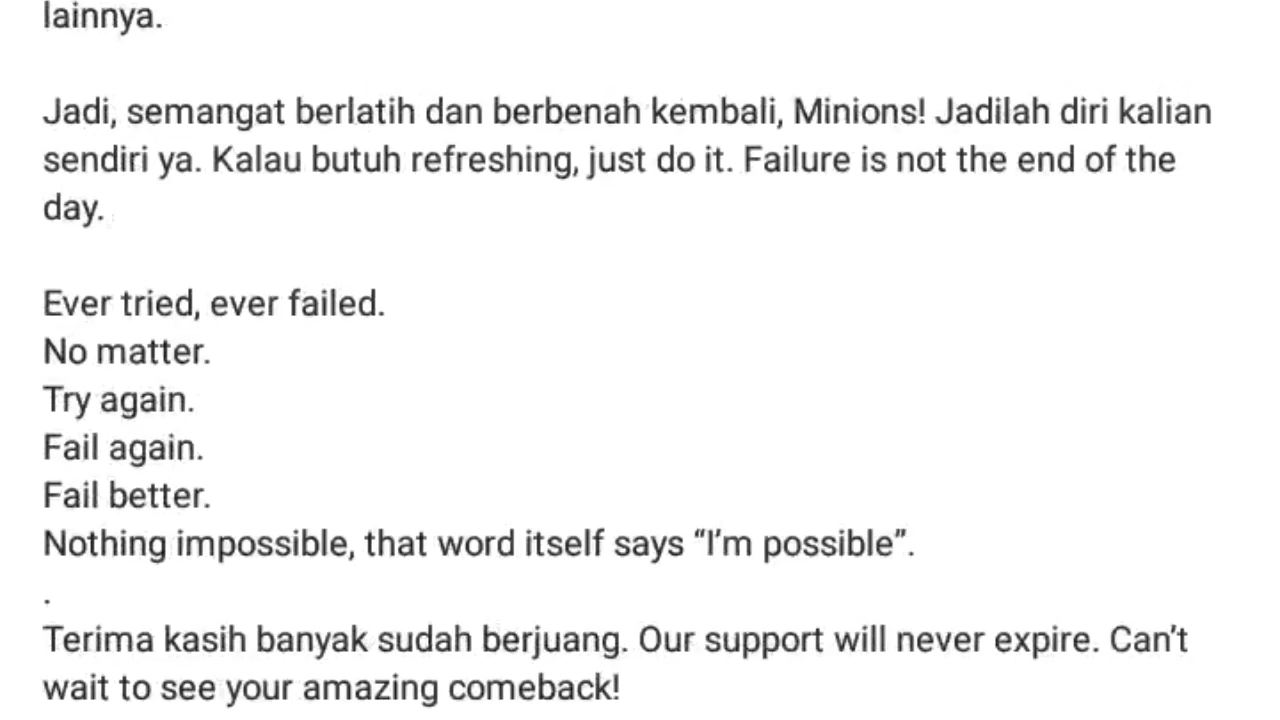 lainnya.
Jadi, semangat berlatih dan berbenah kembali, Minions! Jadilah diri kalian
sendiri ya. Kalau butuh refreshing, just do it. Failure is not the end of the
day.
Ever tried, ever failed.
No matter.
Try again.
Fail again.
Fail better.
Nothing impossible, that word itself says “I’m possible”.
.
Terima kasih banyak sudah berjuang. Our support will never expire. Can’t
wait to see your amazing comeback!